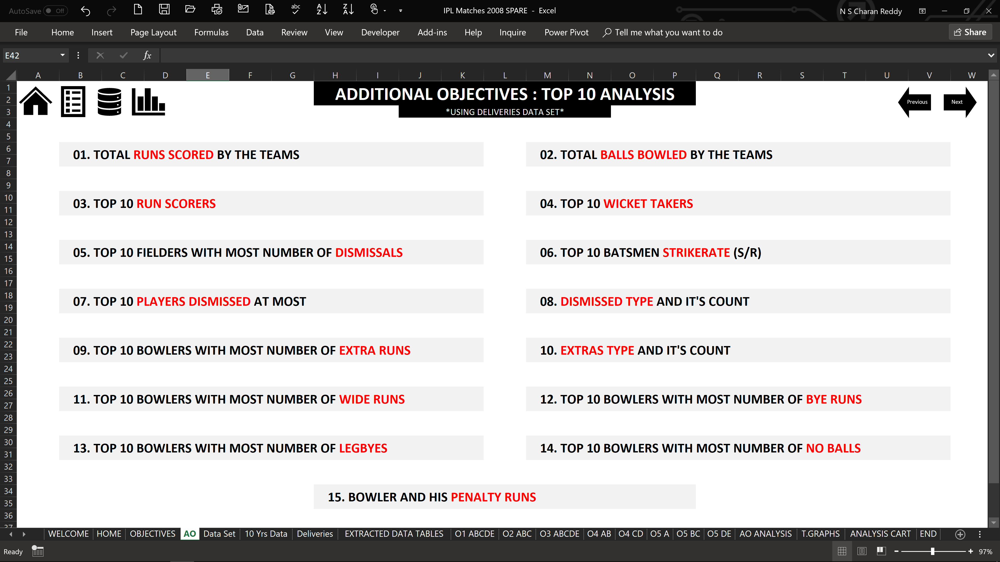 AutoSave Off
abc
A Z
Z A
IPL Matches 2008 SPARE - Excel
N S Charan Reddy
File Home Insert Page Layout Formulas Data Review View Developer Add-ins Help Inquire Power Pivot Tell me what you want to do Share
E42 fx
A B C D E F G H I J K L M N O P Q R S T U V W
1
2
3
4
5
6
7
8
9
10
11
12
13
14
15
16
17
18
19
20
21
22
23
24
25
26
27
28
29
30
31
32
33
34
35
36
37
ADDITIONAL OBJECTIVES : TOP 10 ANALYSIS
*USING DELIVERIES DATA SET*
Previous
Next
01. TOTAL RUNS SCORED BY THE TEAMS
02. TOTAL BALLS BOWLED BY THE TEAMS
03. TOP 10 RUN SCORERS
04. TOP 10 WICKET TAKERS
05. TOP 10 FIELDERS WITH MOST NUMBER OF DISMISSALS
06. TOP 10 BATSMEN STRIKERATE (S/R)
07. TOP 10 PLAYERS DISMISSED AT MOST
08. DISMISSED TYPE AND IT'S COUNT
09. TOP 10 BOWLERS WITH MOST NUMBER OF EXTRA RUNS
10. EXTRAS TYPE AND IT'S COUNT
11. TOP 10 BOWLERS WITH MOST NUMBER OF WIDE RUNS
12. TOP 10 BOWLERS WITH MOST NUMBER OF BYE RUNS
13. TOP 10 BOWLERS WITH MOST NUMBER OF LEGBYES
14. TOP 10 BOWLERS WITH MOST NUMBER OF NO BALLS
15. BOWLER AND HIS PENALTY RUNS
WELCOME HOME OBJECTIVES AO Data Set 10 Yrs Data Deliveries EXTRACTED DATA TABLES O1 ABCDE O2 ABC O3 ABCDE O4 AB O4 CD O5 A O5 BC O5 DE AO ANALYSIS T.GRAPHS ANALYSIS CART END
Ready
97%